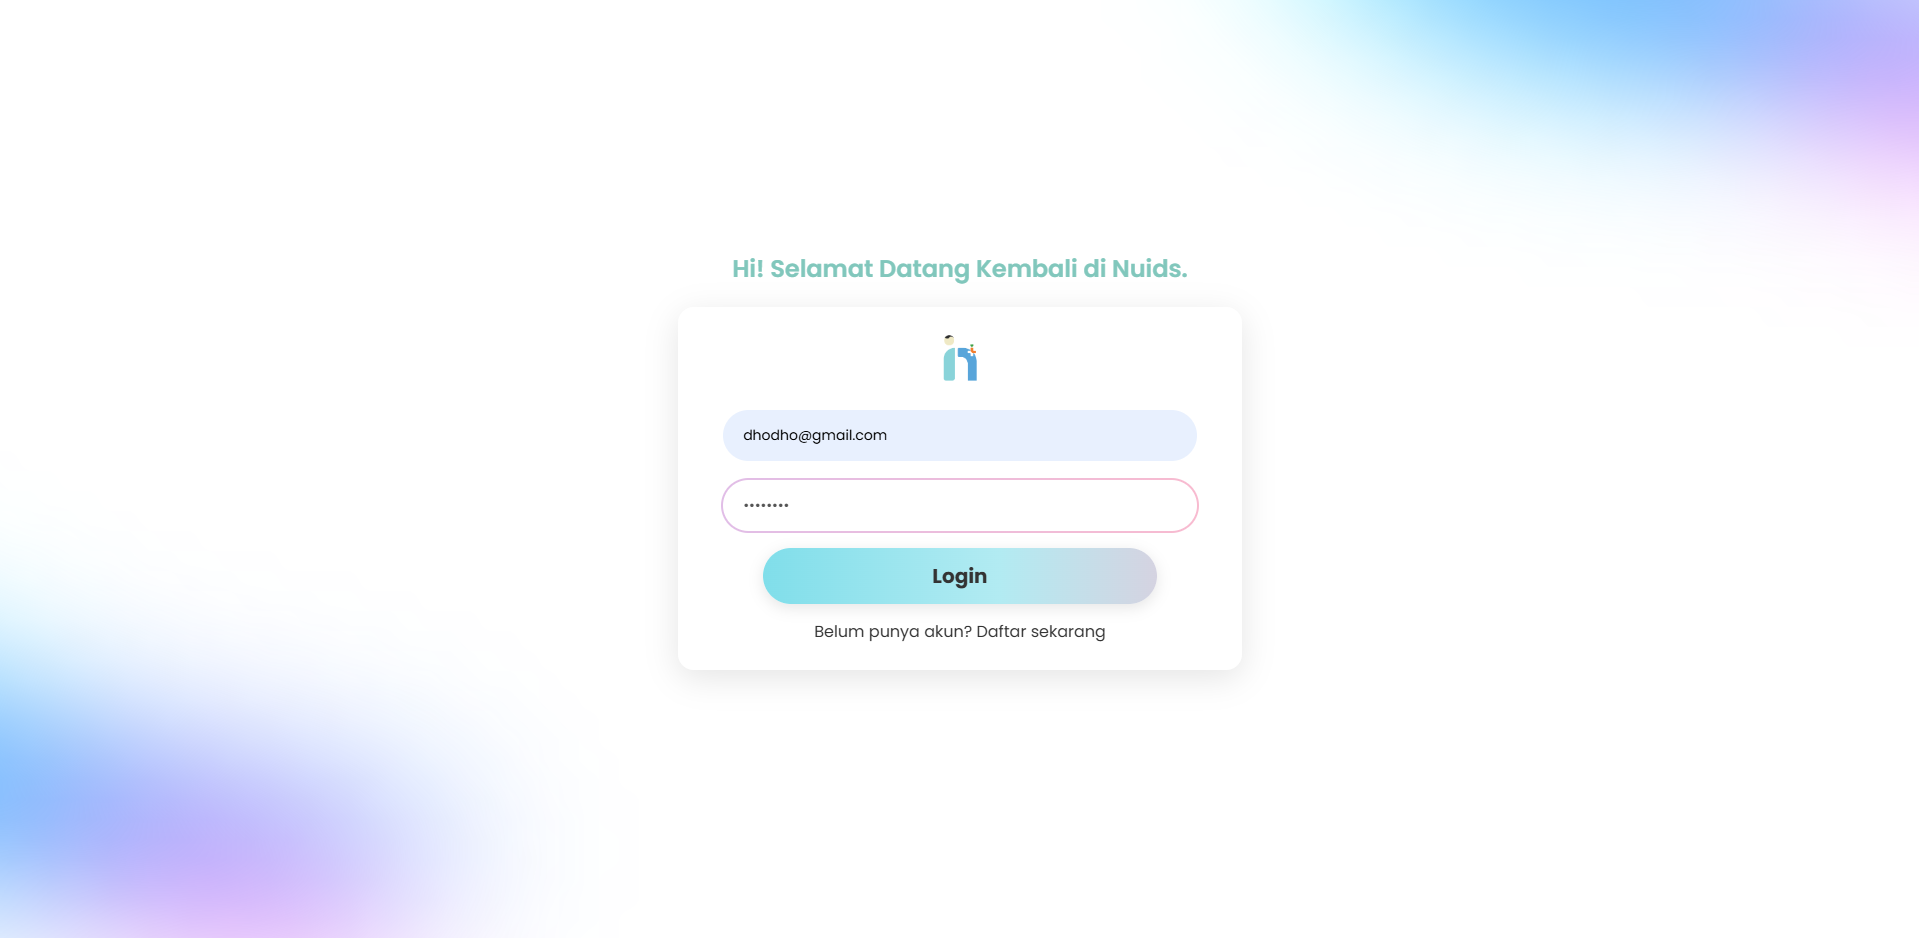 Hi! Selamat Datang Kembali di Nuids.
dhodho@gmail.com
••••••••
Login
Belum punya akun? Daftar sekarang